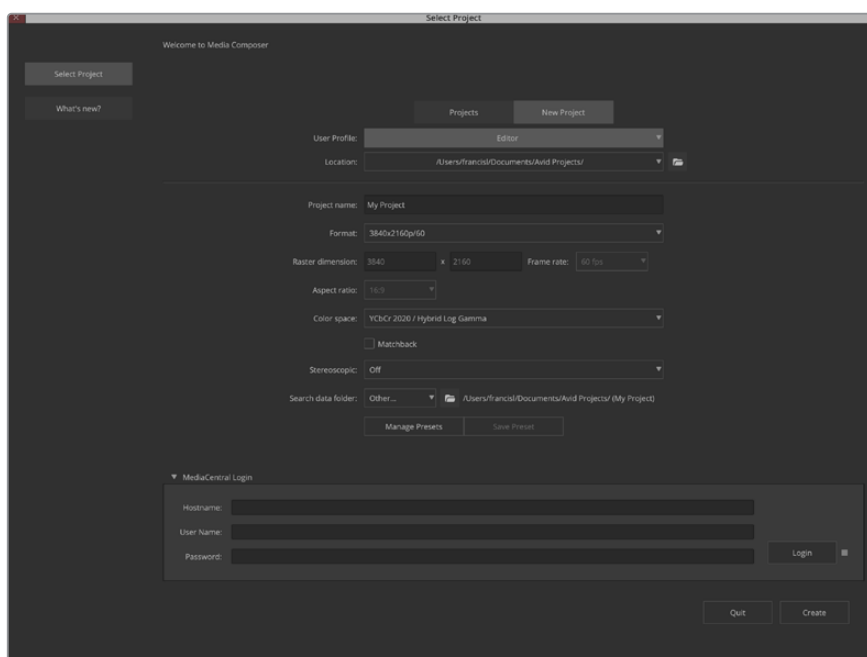 Select Project
Welcome to Media Composer
Select Project
What's new?
Projects New Project
User Profile: Editor
Location: /Users/francisl/Documents/Avid Projects/
Project name: My Project
Format: 3840x2160p/60
Raster dimension: 3840 x 2160 Frame rate: 60 fps
Aspect ratio: 16:9
Color space: YCbCr 2020 / Hybrid Log Gamma
Matchback
Stereoscopic: Off
Search data folder: Other... /Users/francisl/Documents/Avid Projects/ (My Project)
Manage Presets Save Preset
MediaCentral Login
Hostname:
User Name:
Password:
Login
Quit Create